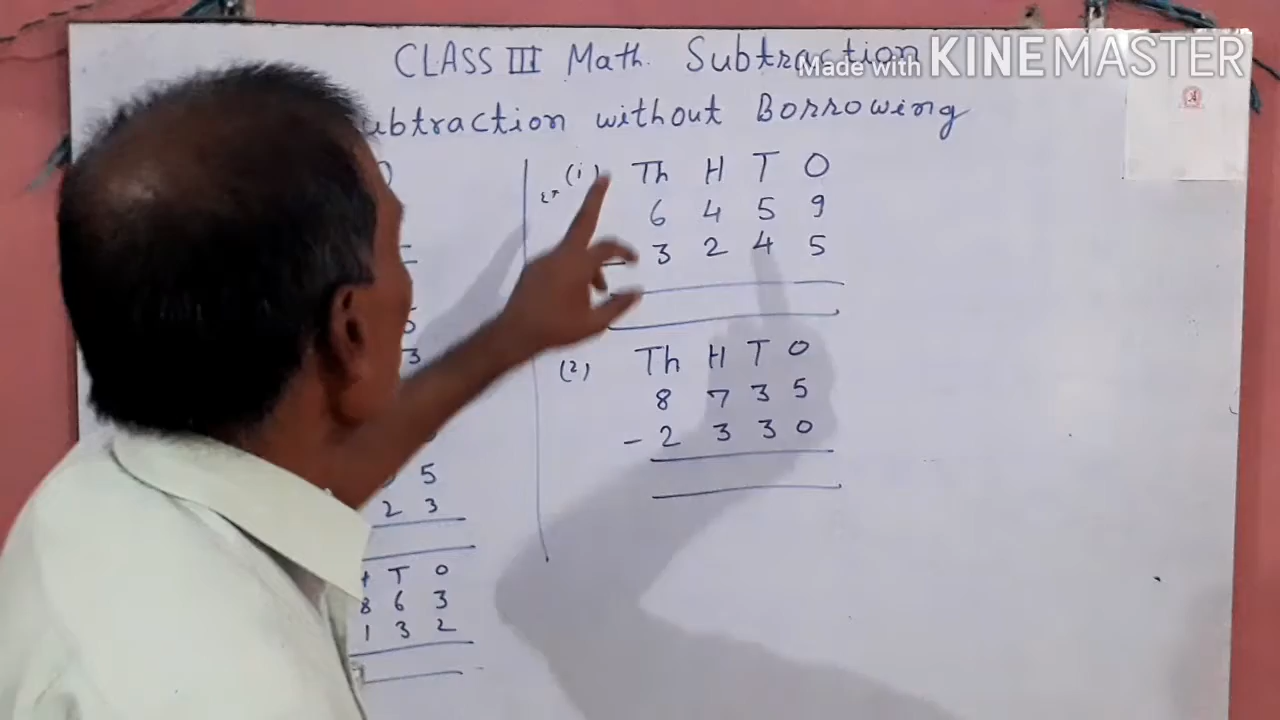 CLASS III Math. Subtraction
Made with KINEMASTER
ubtraction without Borrowing
O
3
5
2 3
T O
8 6 3
1 3 2
(i) Th H T O
6 4 5 9
- 3 2 4 5
(2) Th H T O
8 7 3 5
- 2 3 3 0